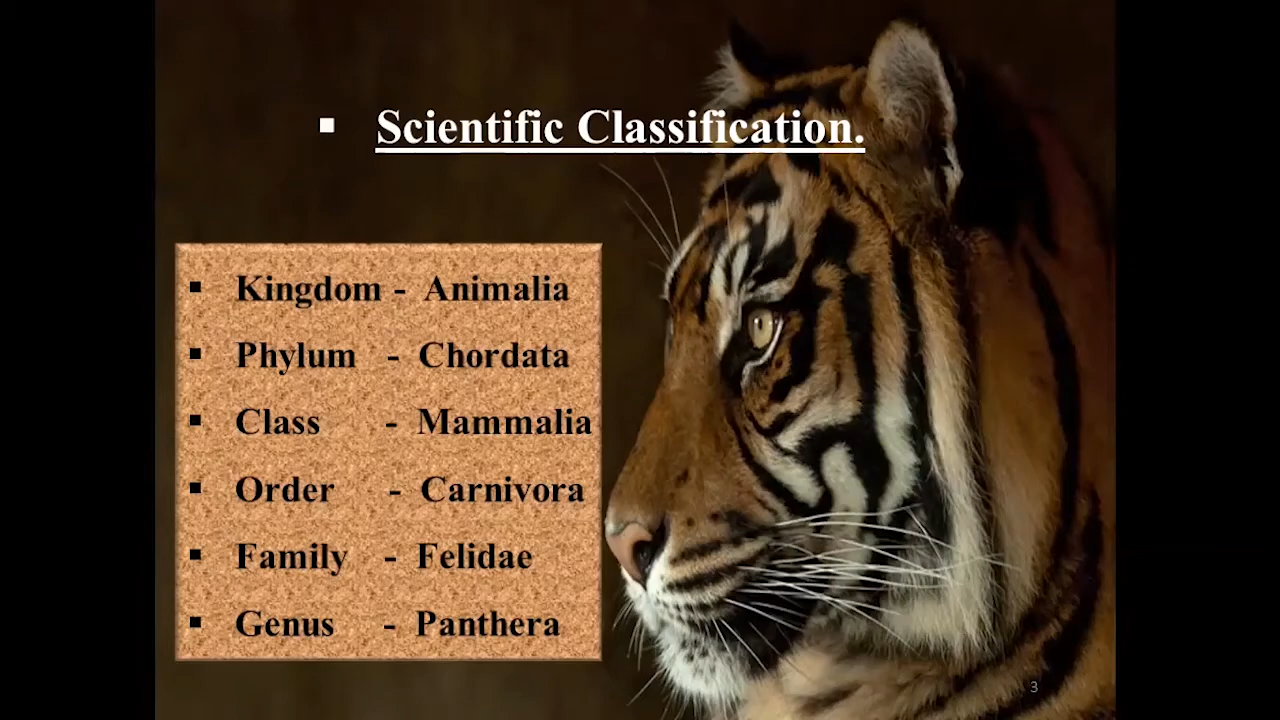 ▪ Scientific Classification.
▪ Kingdom - Animalia
▪ Phylum - Chordata
▪ Class - Mammalia
▪ Order - Carnivora
▪ Family - Felidae
▪ Genus - Panthera
3